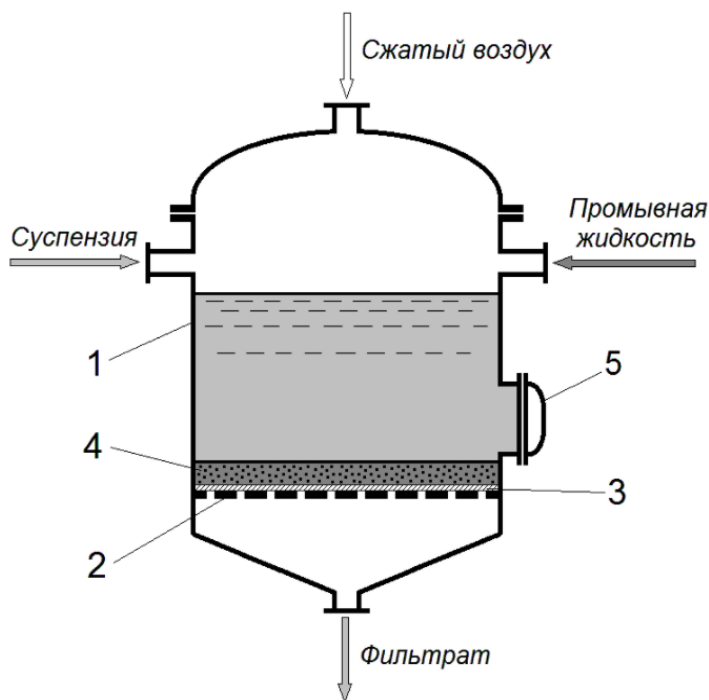 Сжатый воздух
Суспензия
Промывная
жидкость
1
5
4
3
2
Фильтрат